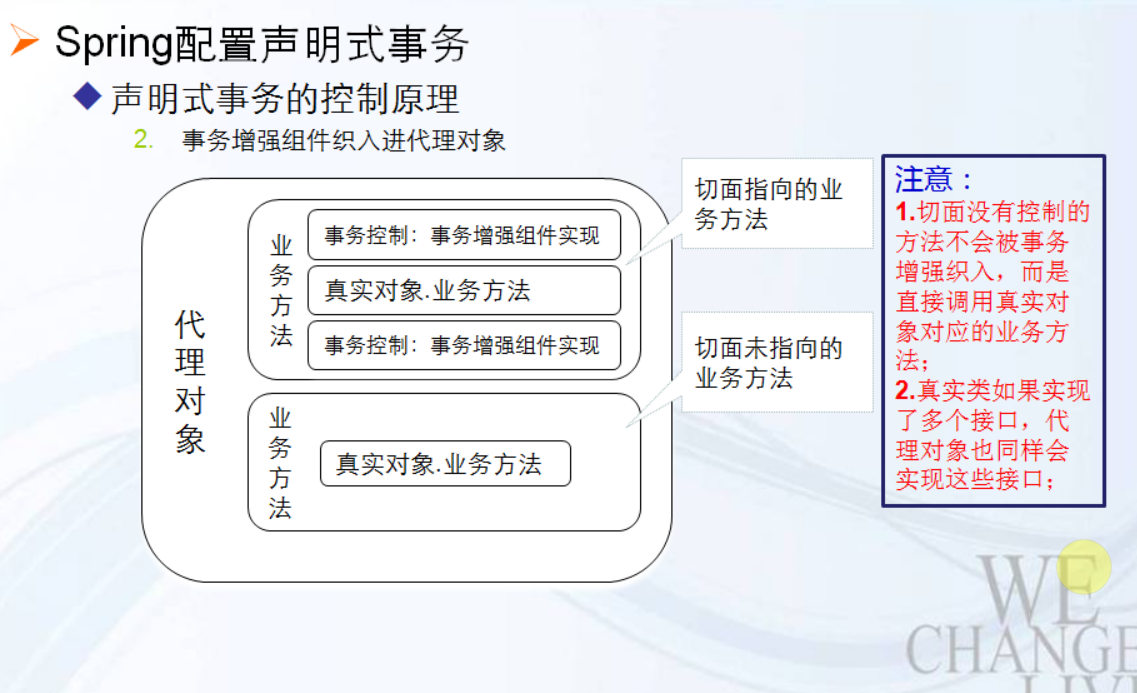 Spring配置声明式事务
声明式事务的控制原理
2. 事务增强组件织入进代理对象
代
理
对
象
业
务
方
法
事务控制：事务增强组件实现
真实对象.业务方法
事务控制：事务增强组件实现
业
务
方
法
真实对象.业务方法
切面指向的业
务方法
切面未指向的
业务方法
注意：
1.切面没有控制的
方法不会被事务
增强织入，而是
直接调用真实对
象对应的业务方
法；
2.真实类如果实现
了多个接口，代
理对象也同样会
实现这些接口；
WE
CHANGE